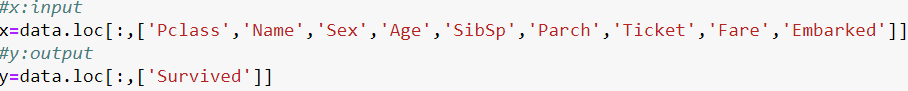 #x:input
x=data.loc[:,['Pclass','Name','Sex','Age','SibSp','Parch','Ticket','Fare','Embarked']]
#y:output
y=data.loc[:,['Survived']]